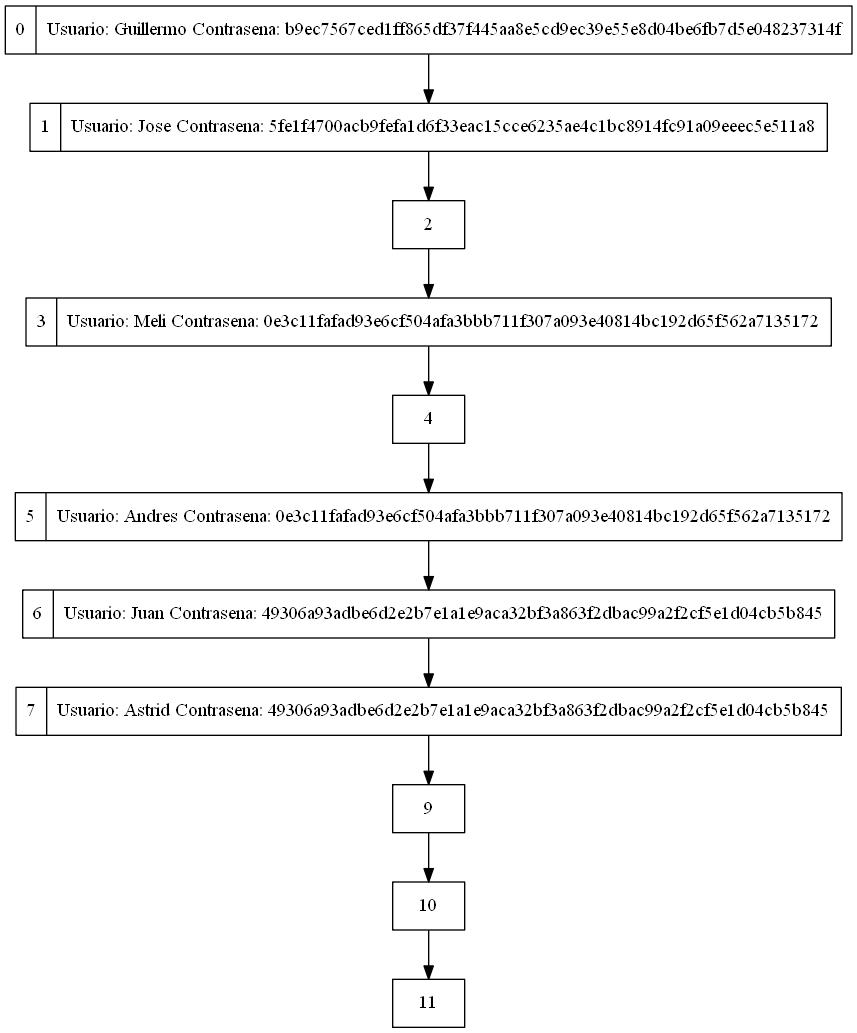 0 Usuario: Guillermo Contrasena: b9ec7567ced1ff865df37f445aa8e5cd9ec39e55e8d04be6fb7d5e048237314f
1 Usuario: Jose Contrasena: 5fe1f4700acb9fefa1d6f33eac15cce6235ae4c1bc8914fc91a09eeec5e511a8
2
3 Usuario: Meli Contrasena: 0e3c11fafad93e6cf504afa3bbb711f307a093e40814bc192d65f562a7135172
4
5 Usuario: Andres Contrasena: 0e3c11fafad93e6cf504afa3bbb711f307a093e40814bc192d65f562a7135172
6 Usuario: Juan Contrasena: 49306a93adbe6d2e2b7e1a1e9aca32bf3a863f2dbac99a2f2cf5e1d04cb5b845
7 Usuario: Astrid Contrasena: 49306a93adbe6d2e2b7e1a1e9aca32bf3a863f2dbac99a2f2cf5e1d04cb5b845
9
10
11